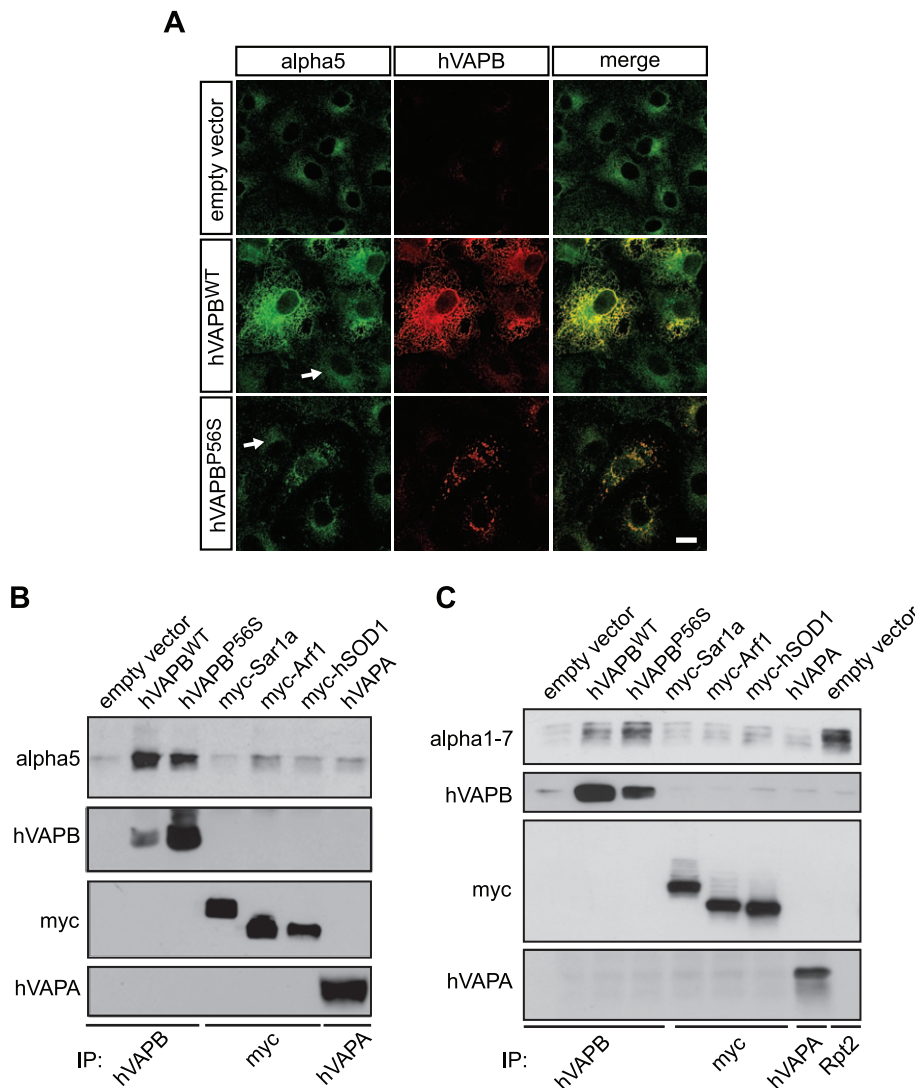 A
alpha5 hVAPB merge
empty vector
hVAPBWT
hVAPBP56S
B
empty vector hVAPBWT hVAPBP56S myc-Sar1a myc-Arf1 myc-hSOD1 hVAPA
alpha5
hVAPB
myc
hVAPA
IP: hVAPB myc hVAPA
C
empty vector hVAPBWT hVAPBP56S myc-Sar1a myc-Arf1 myc-hSOD1 hVAPA empty vector
alpha1-7
hVAPB
myc
hVAPA
IP: hVAPB myc hVAPA Rpt2